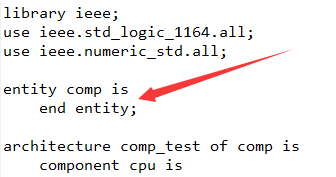 library ieee;
use ieee.std_logic_1164.all;
use ieee.numeric_std.all;
entity comp is
end entity;
architecture comp_test of comp is
component cpu is